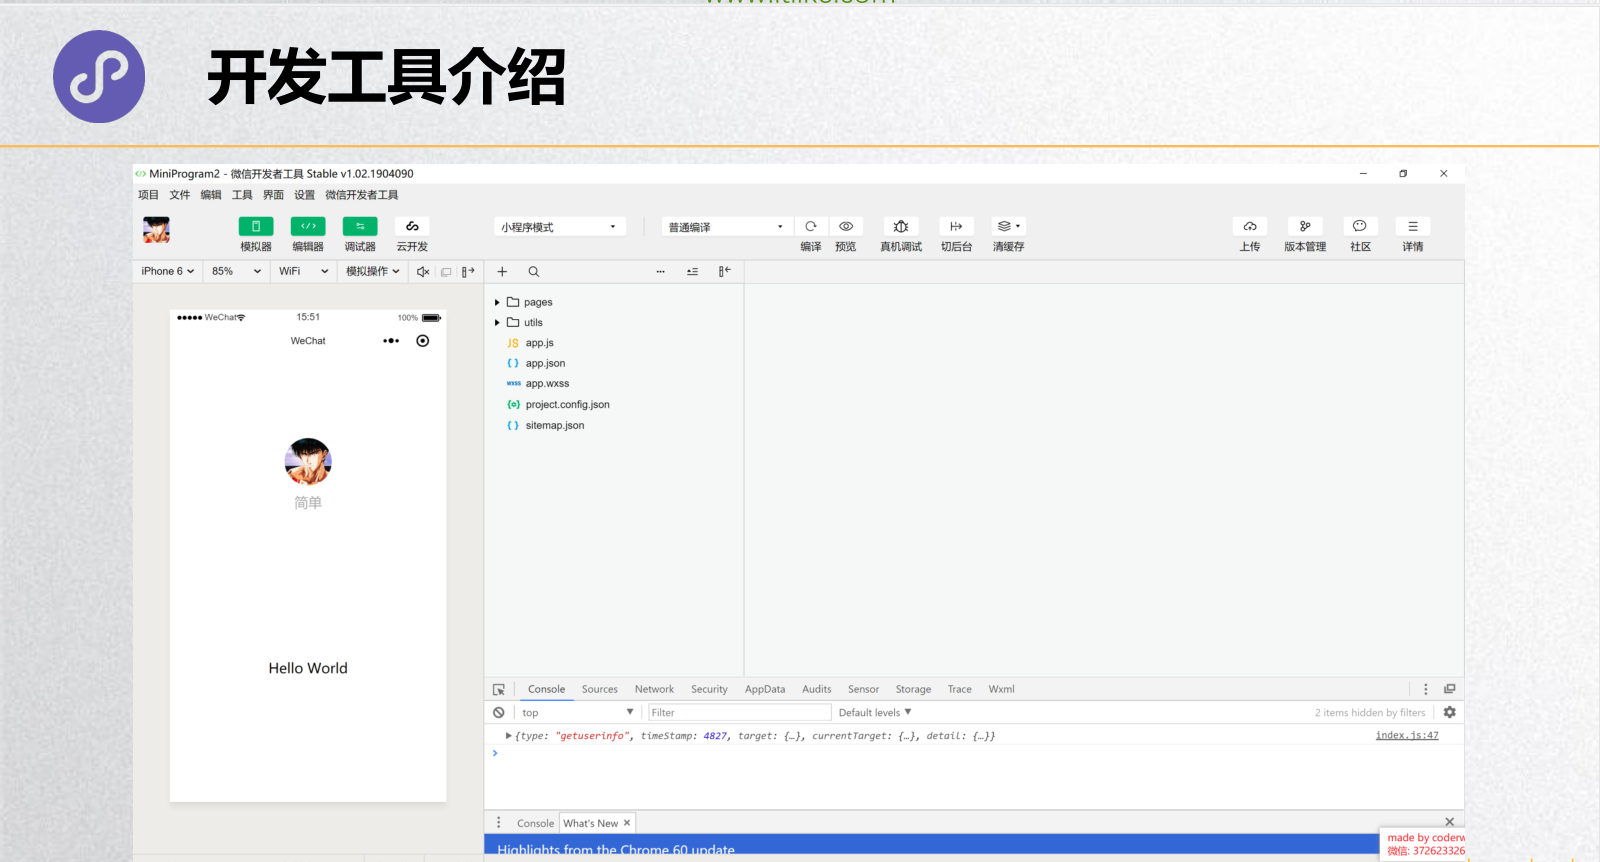 开发工具介绍
MiniProgram2 - 微信开发者工具 Stable v1.02.1904090
项目 文件 编辑 工具 界面 设置 微信开发者工具
小程序模式 普通编译
模拟器 编辑器 调试器 云开发 编译 预览 真机调试 切后台 清缓存 上传 版本管理 社区 详情
iPhone 6 85% WiFi 模拟操作
WeChat 15:51 100%
WeChat
简单
Hello World
pages
utils
JS app.js
{ } app.json
wxss app.wxss
project.config.json
{ } sitemap.json
Console Sources Network Security AppData Audits Sensor Storage Trace Wxml
top Filter Default levels 2 items hidden by filters
{type: "getuserinfo", timeStamp: 4827, target: {…}, currentTarget: {…}, detail: {…}} index.js:47
Console What's New
Highlights from the Chrome 60 update
made by coderw
微信: 372623326